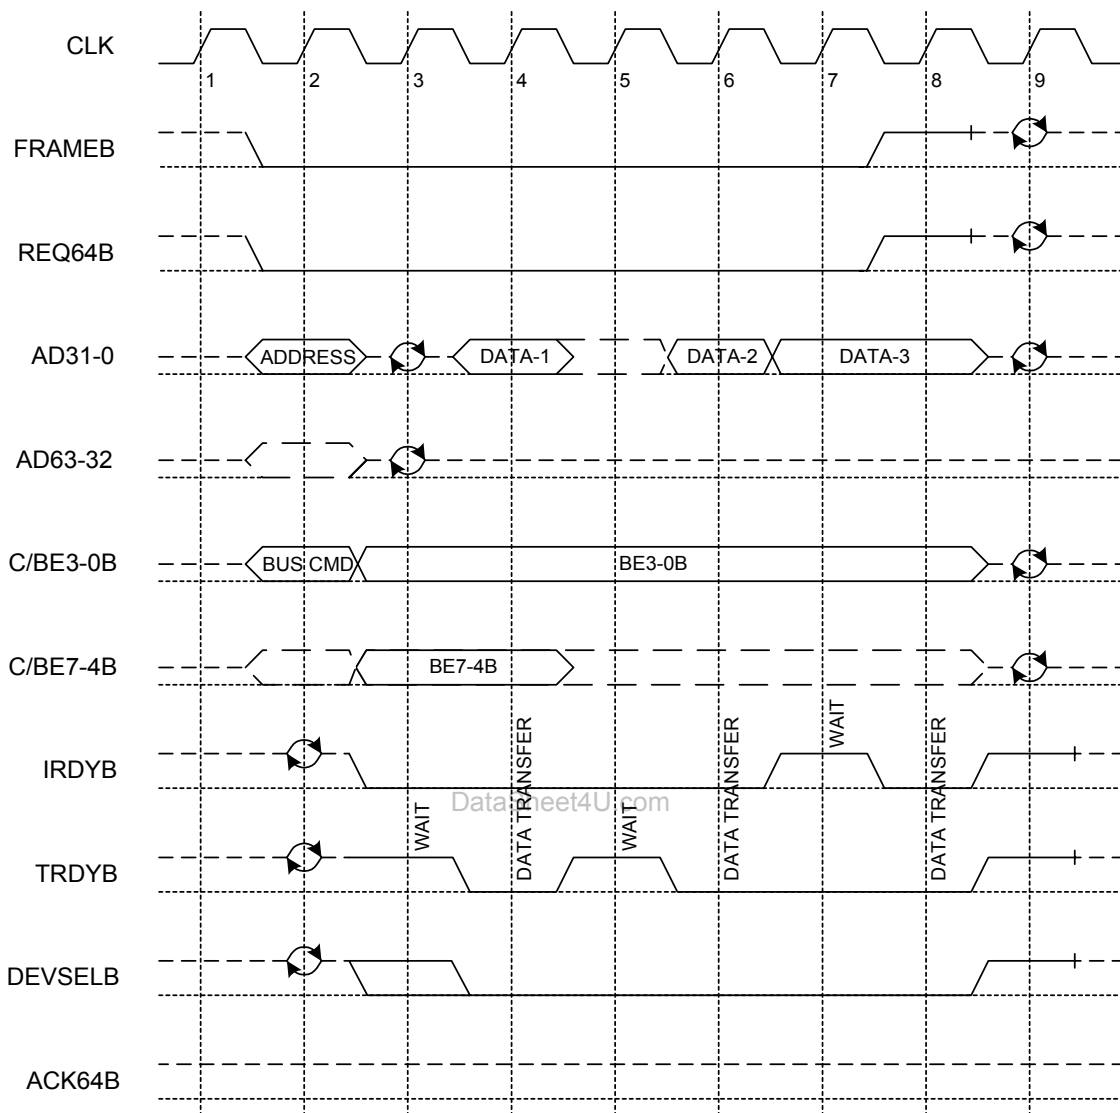 CLK
1 2 3 4 5 6 7 8 9
FRAMEB
REQ64B
AD31-0 ADDRESS DATA-1 DATA-2 DATA-3
AD63-32
C/BE3-0B BUS CMD BE3-0B
C/BE7-4B BE7-4B
IRDYB
WAIT
DATA TRANSFER
WAIT
DATA TRANSFER
WAIT
DATA TRANSFER
DataSheet4U.com
TRDYB
DEVSELB
ACK64B